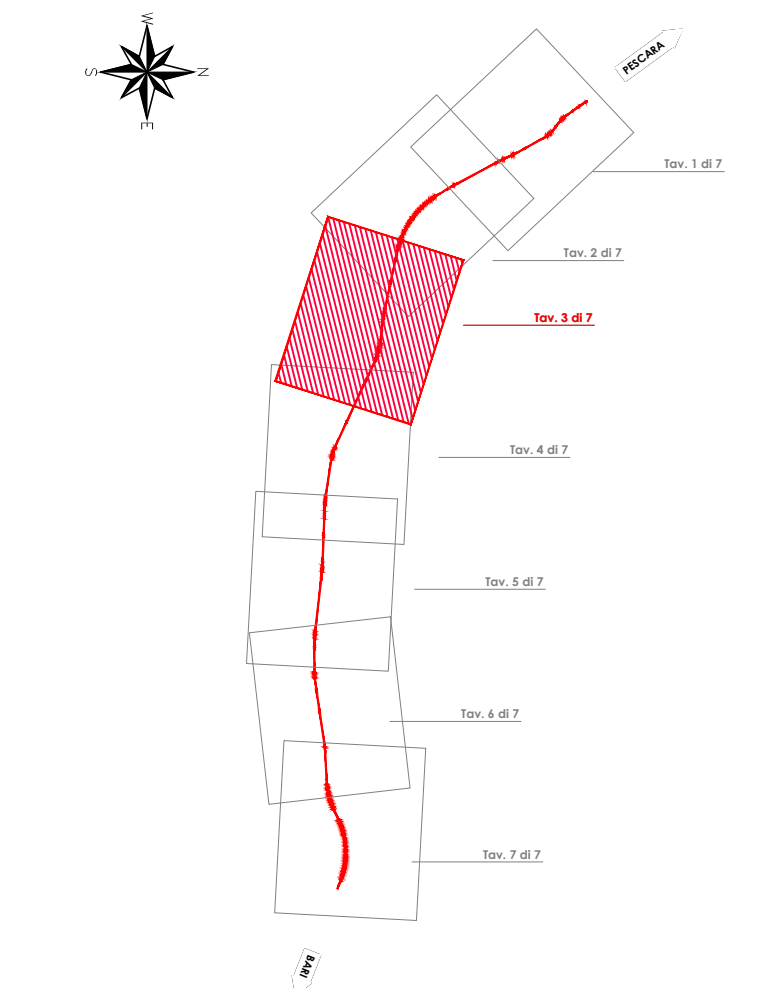 W
S
N
E
PESCARA
Tav. 1 di 7
Tav. 2 di 7
Tav. 3 di 7
Tav. 4 di 7
Tav. 5 di 7
Tav. 6 di 7
Tav. 7 di 7
BARI